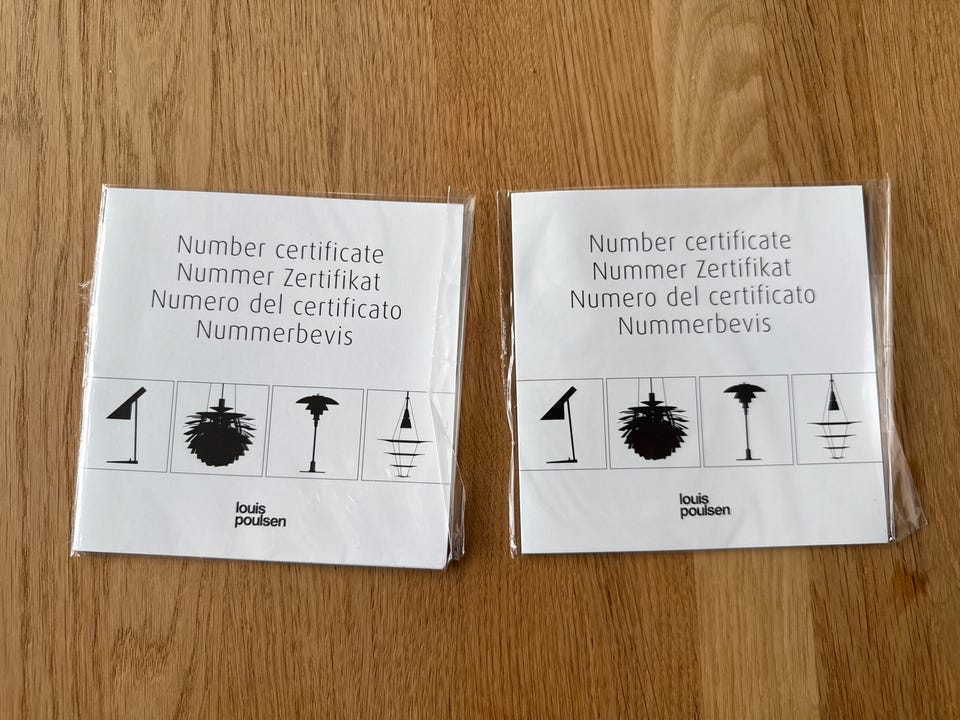 Number certificate
Nummer Zertifikat
Numero del certificato
Nummerbevis
louis
poulsen
Number certificate
Nummer Zertifikat
Numero del certificato
Nummerbevis
louis
poulsen